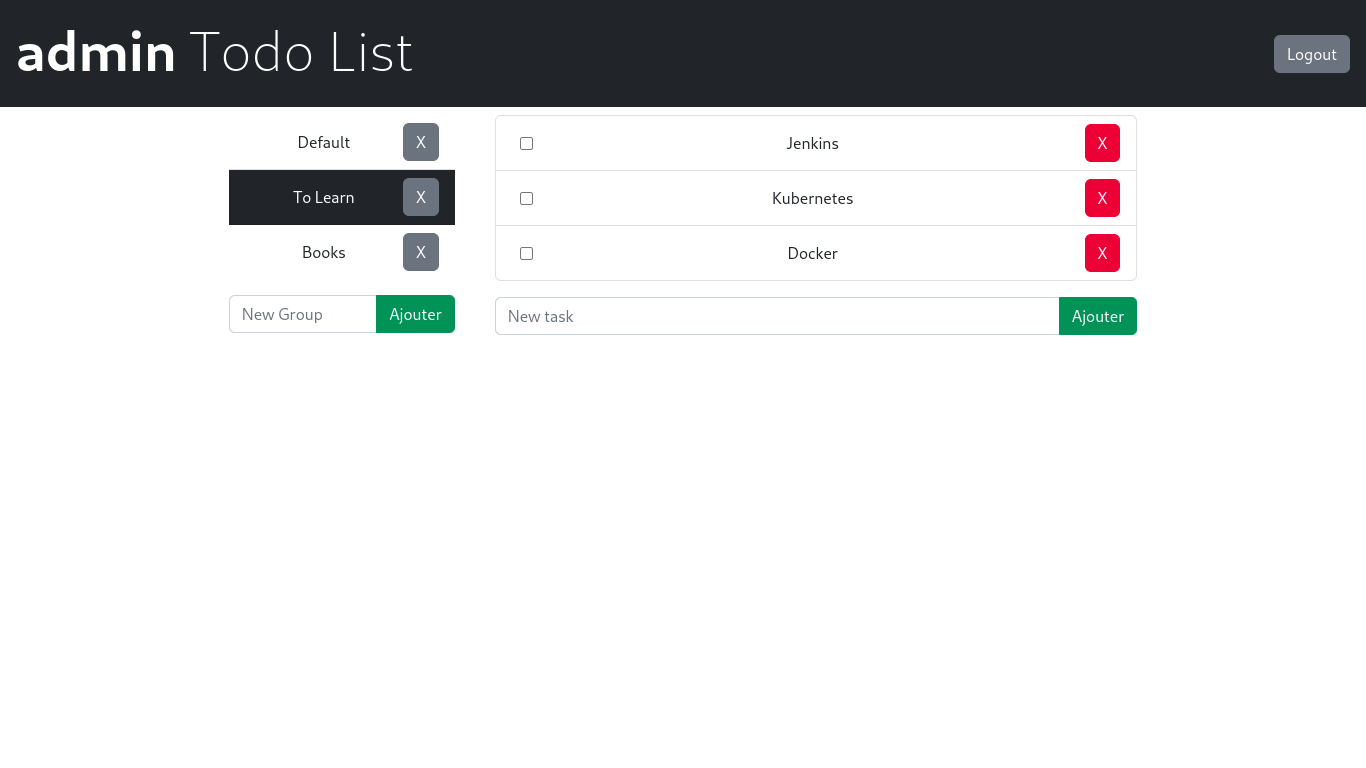 admin Todo List
Logout
Default X
To Learn X
Books X
New Group Ajouter
Jenkins X
Kubernetes X
Docker X
New task Ajouter